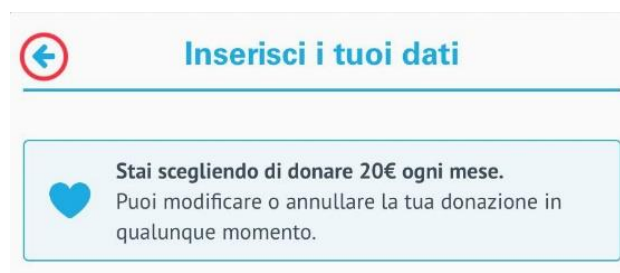 Inserisci i tuoi dati
Stai scegliendo di donare 20€ ogni mese.
Puoi modificare o annullare la tua donazione in
qualunque momento.